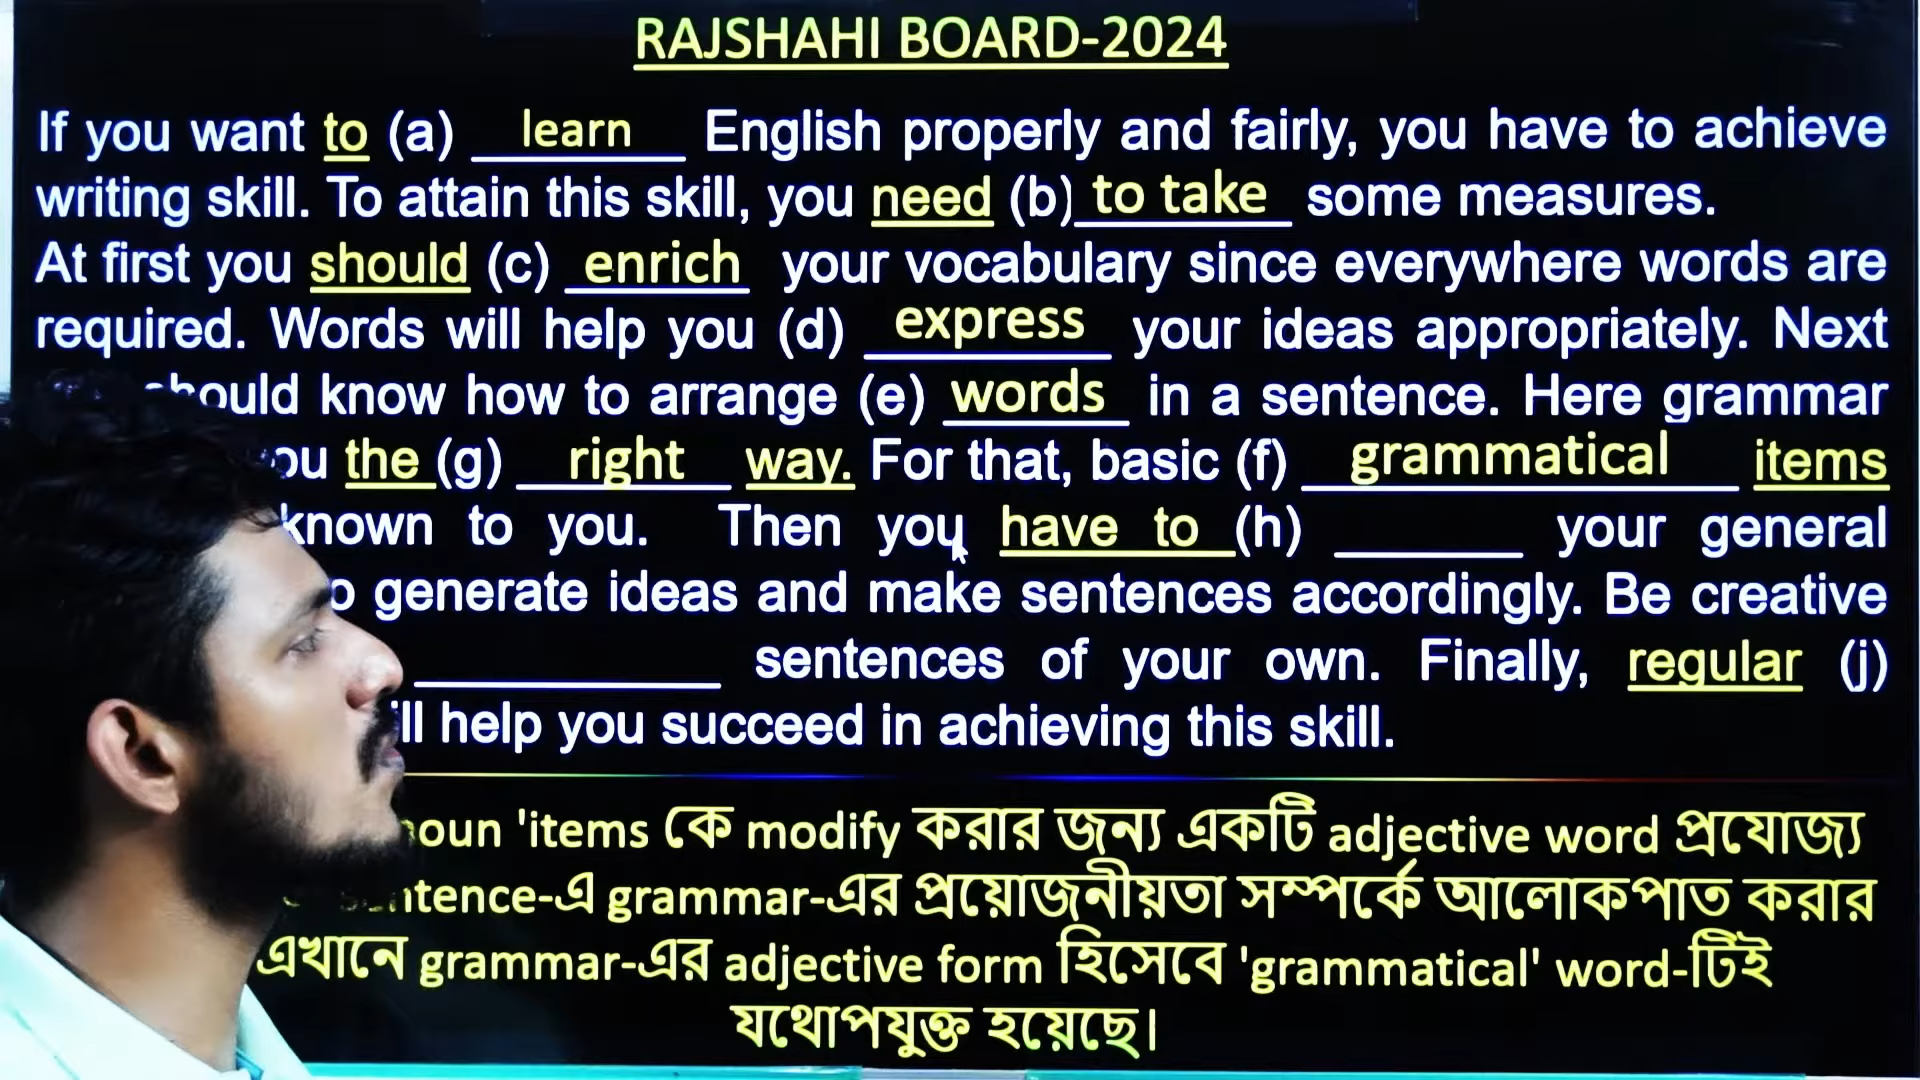 RAJSHAHI BOARD-2024
If you want to (a) learn English properly and fairly, you have to achieve
writing skill. To attain this skill, you need (b) to take some measures.
At first you should (c) enrich your vocabulary since everywhere words are
required. Words will help you (d) express your ideas appropriately. Next
should know how to arrange (e) words in a sentence. Here grammar
the (g) right way. For that, basic (f) grammatical items
known to you. Then you have to (h) ______ your general
generate ideas and make sentences accordingly. Be creative
______ sentences of your own. Finally, regular (j)
help you succeed in achieving this skill.
noun 'items কে modify করার জন্য একটি adjective word প্রযোজ্য
sentence-এ grammar-এর প্রয়োজনীয়তা সম্পর্কে আলোকপাত করার
এখানে grammar-এর adjective form হিসেবে 'grammatical' word-টিই
যথোপযুক্ত হয়েছে।